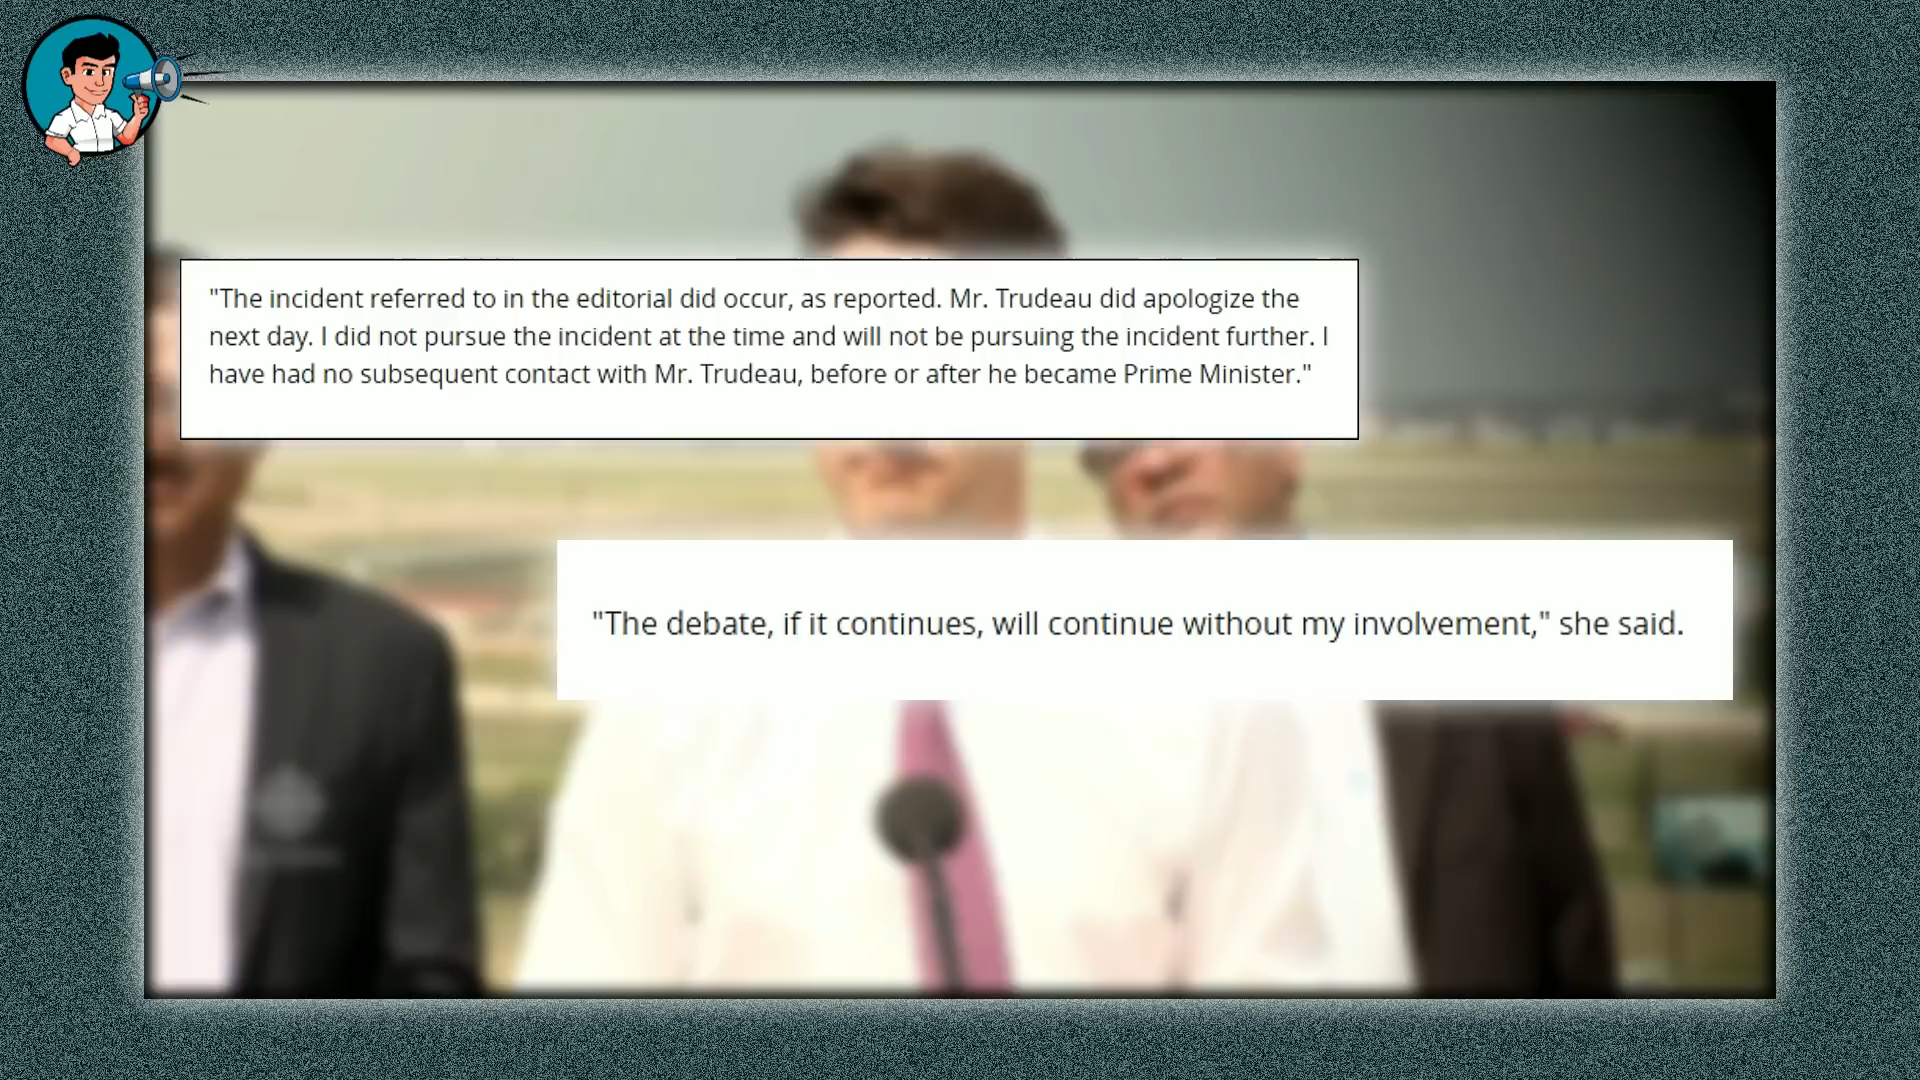 "The incident referred to in the editorial did occur, as reported. Mr. Trudeau did apologize the
next day. I did not pursue the incident at the time and will not be pursuing the incident further. I
have had no subsequent contact with Mr. Trudeau, before or after he became Prime Minister."
"The debate, if it continues, will continue without my involvement," she said.